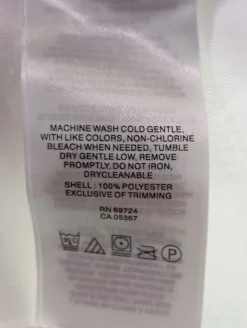 MACHINE WASH COLD GENTLE,
WITH LIKE COLORS, NON-CHLORINE
BLEACH WHEN NEEDED, TUMBLE
DRY GENTLE LOW, REMOVE
PROMPTLY, DO NOT IRON,
DRYCLEANABLE
SHELL : 100% POLYESTER
EXCLUSIVE OF TRIMMING
RN 69724
CA 05367